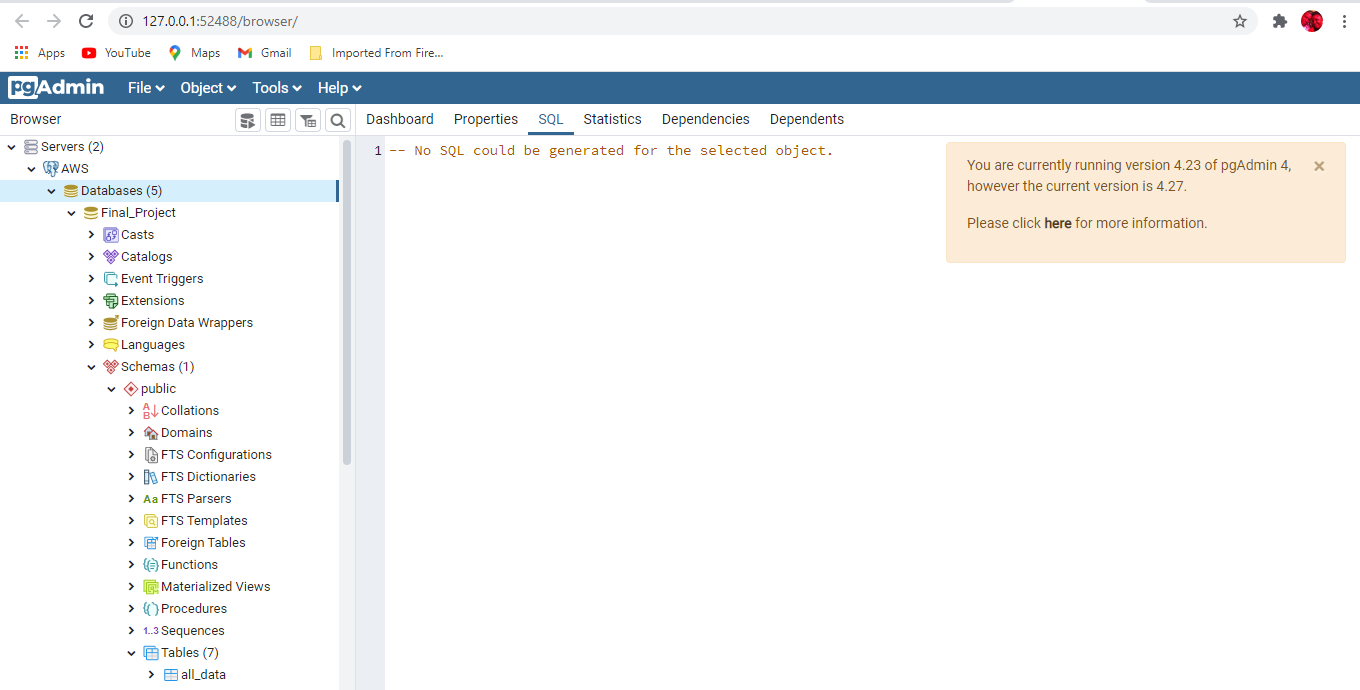 127.0.0.1:52488/browser/
Apps YouTube Maps Gmail Imported From Fire...
pgAdmin File Object Tools Help
Browser
Dashboard Properties SQL Statistics Dependencies Dependents
Servers (2)
AWS
Databases (5)
Final_Project
Casts
Catalogs
Event Triggers
Extensions
Foreign Data Wrappers
Languages
Schemas (1)
public
Collations
Domains
FTS Configurations
FTS Dictionaries
Aa FTS Parsers
FTS Templates
Foreign Tables
Functions
Materialized Views
Procedures
1..3 Sequences
Tables (7)
all_data
1 -- No SQL could be generated for the selected object.
You are currently running version 4.23 of pgAdmin 4,
however the current version is 4.27.
Please click here for more information.